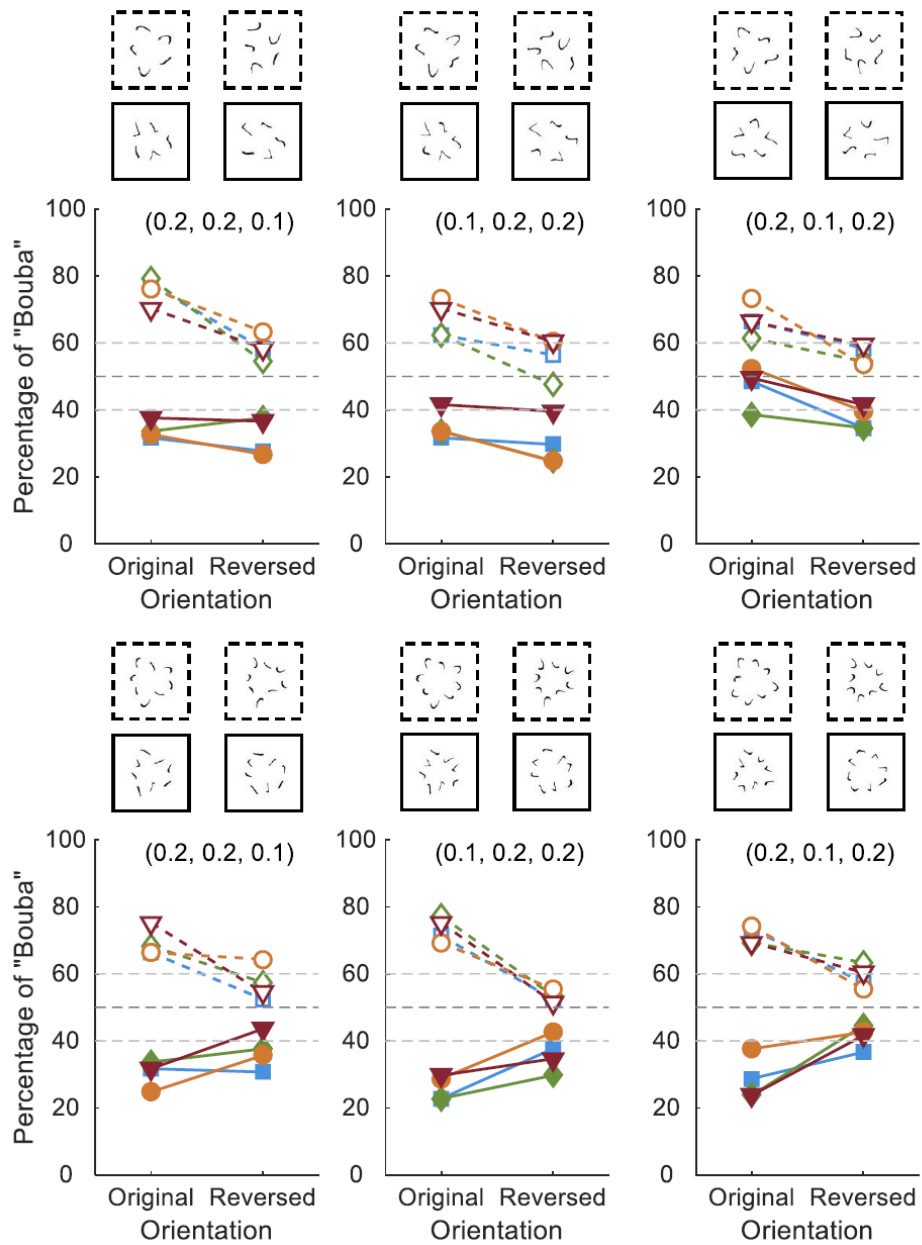 Percentage of "Bouba"
100
80
60
40
20
0
(0.2, 0.2, 0.1)
Original Reversed
Orientation
(0.1, 0.2, 0.2)
Original Reversed
Orientation
(0.2, 0.1, 0.2)
Original Reversed
Orientation
100
80
60
40
20
0
100
80
60
40
20
0
Percentage of "Bouba"
100
80
60
40
20
0
(0.2, 0.2, 0.1)
Original Reversed
Orientation
100
80
60
40
20
0
(0.1, 0.2, 0.2)
Original Reversed
Orientation
100
80
60
40
20
0
(0.2, 0.1, 0.2)
Original Reversed
Orientation